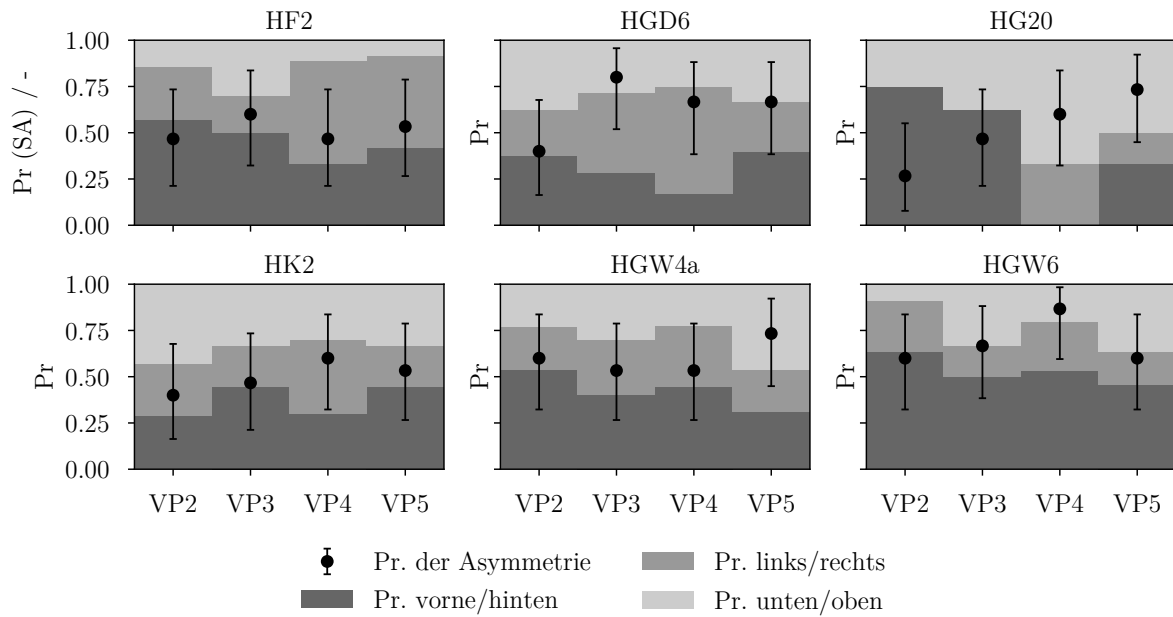 HF2 HGD6 HG20
1.00
0.75
0.50
0.25
0.00
Pr (SA) / -
Pr
Pr
HK2 HGW4a HGW6
1.00
0.75
0.50
0.25
0.00
Pr
Pr
Pr
VP2 VP3 VP4 VP5 VP2 VP3 VP4 VP5 VP2 VP3 VP4 VP5
Pr. der Asymmetrie Pr. links/rechts
Pr. vorne/hinten Pr. unten/oben